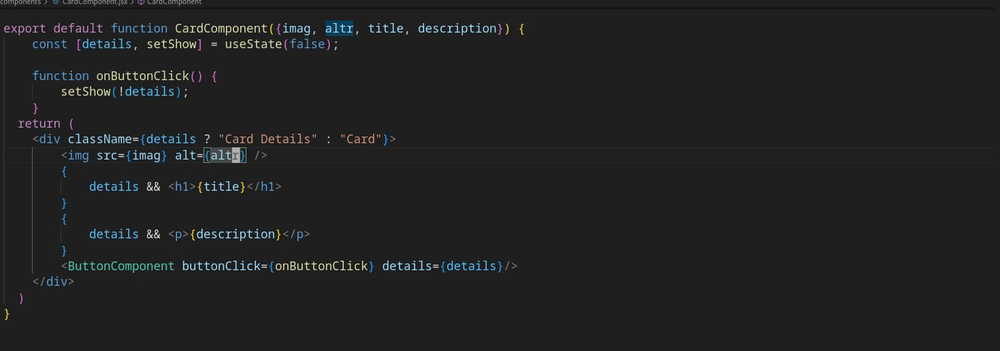 components > CardComponent.jsx > CardComponent
export default function CardComponent({imag, altr, title, description}) {
const [details, setShow] = useState(false);
function onButtonClick() {
setShow(!details);
}
return (
<div className={details ? "Card Details" : "Card"}>
<img src={imag} alt={altr} />
{
details && <h1>{title}</h1>
}
{
details && <p>{description}</p>
}
<ButtonComponent buttonClick={onButtonClick} details={details}/>
</div>
)
}